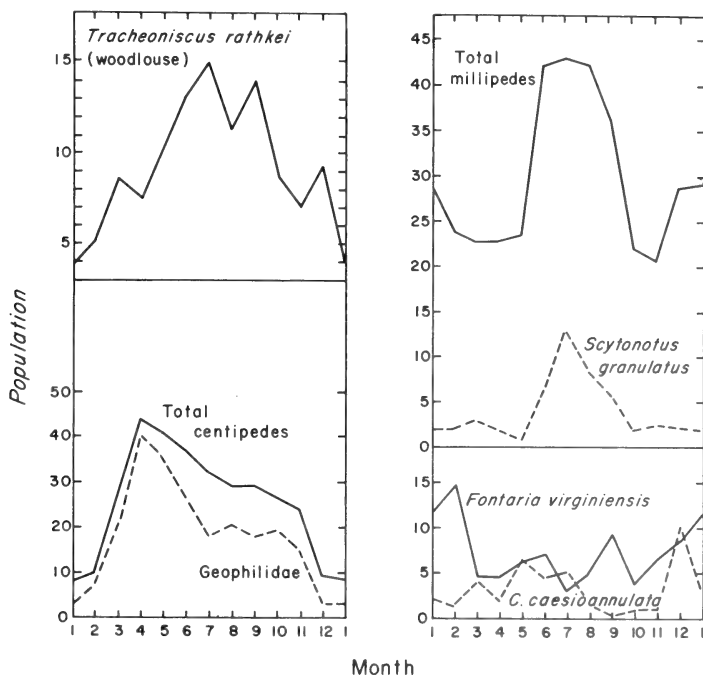 Tracheoniscus rathkei
(woodlouse)
15
10
5
Population
50
40
30
20
10
0
Total
centipedes
Geophilidae
1 2 3 4 5 6 7 8 9 10 11 12 1
45
40
35
30
25
20
15
10
5
0
Total
millipedes
Scytonotus
granulatus
15
10
5
0
Fontaria virginiensis
C. caesioannulata
1 2 3 4 5 6 7 8 9 10 11 12 1
Month